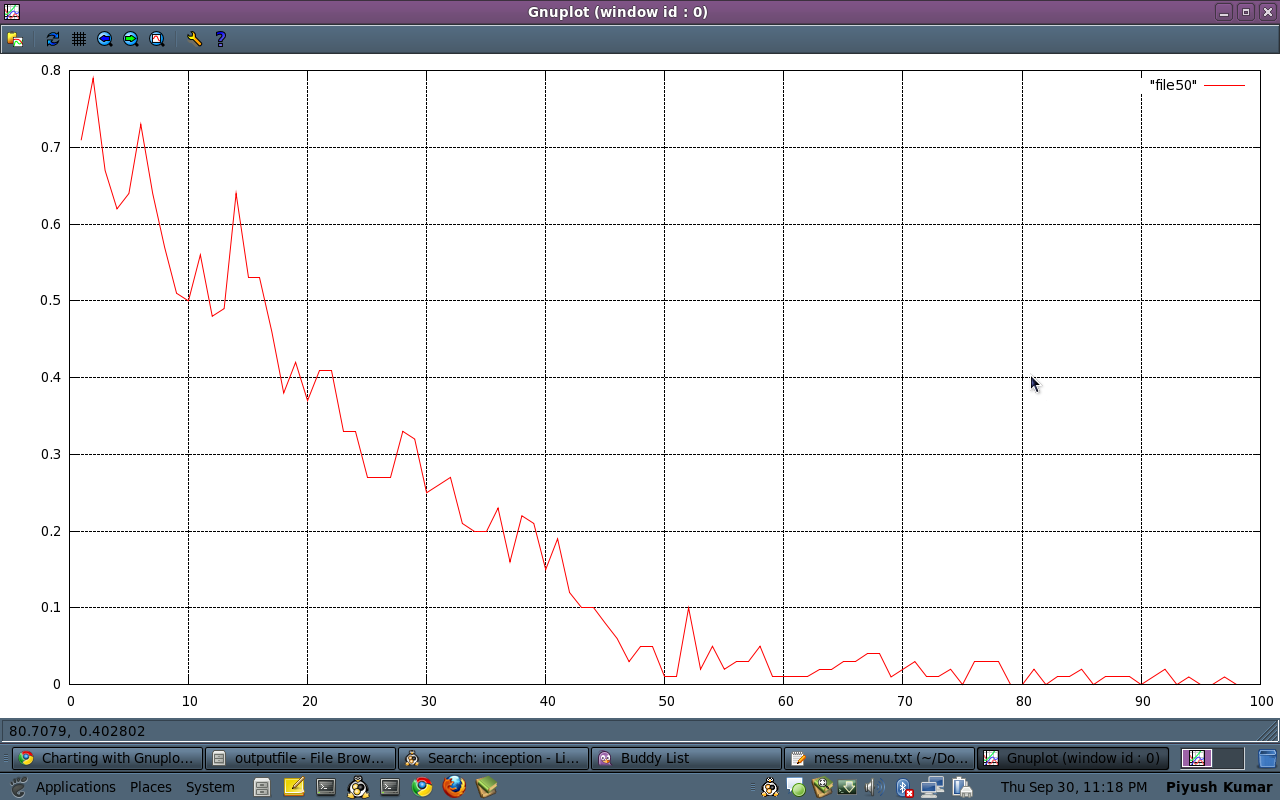 Gnuplot (window id : 0)
"file50"
0.8
0.7
0.6
0.5
0.4
0.3
0.2
0.1
0
0 10 20 30 40 50 60 70 80 90 100
80.7079, 0.402802
Charting with Gnuplo... outputfile - File Brow... Search: inception - Li... Buddy List mess menu.txt (~/Do... Gnuplot (window id : 0)
Applications Places System Thu Sep 30, 11:18 PM Piyush Kumar